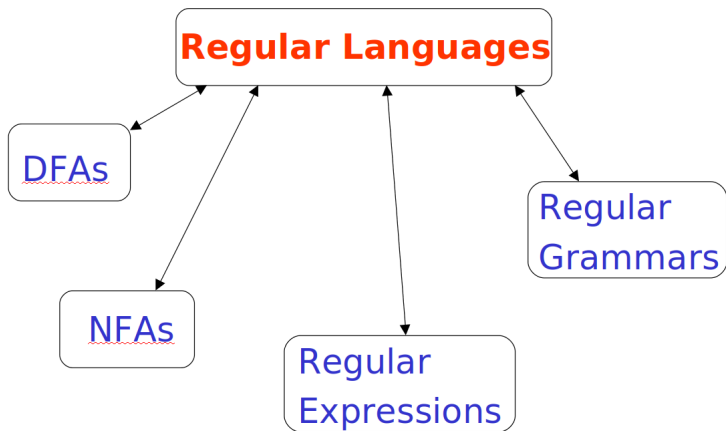 Regular Languages
DFAs
Regular
Grammars
NFAs
Regular
Expressions